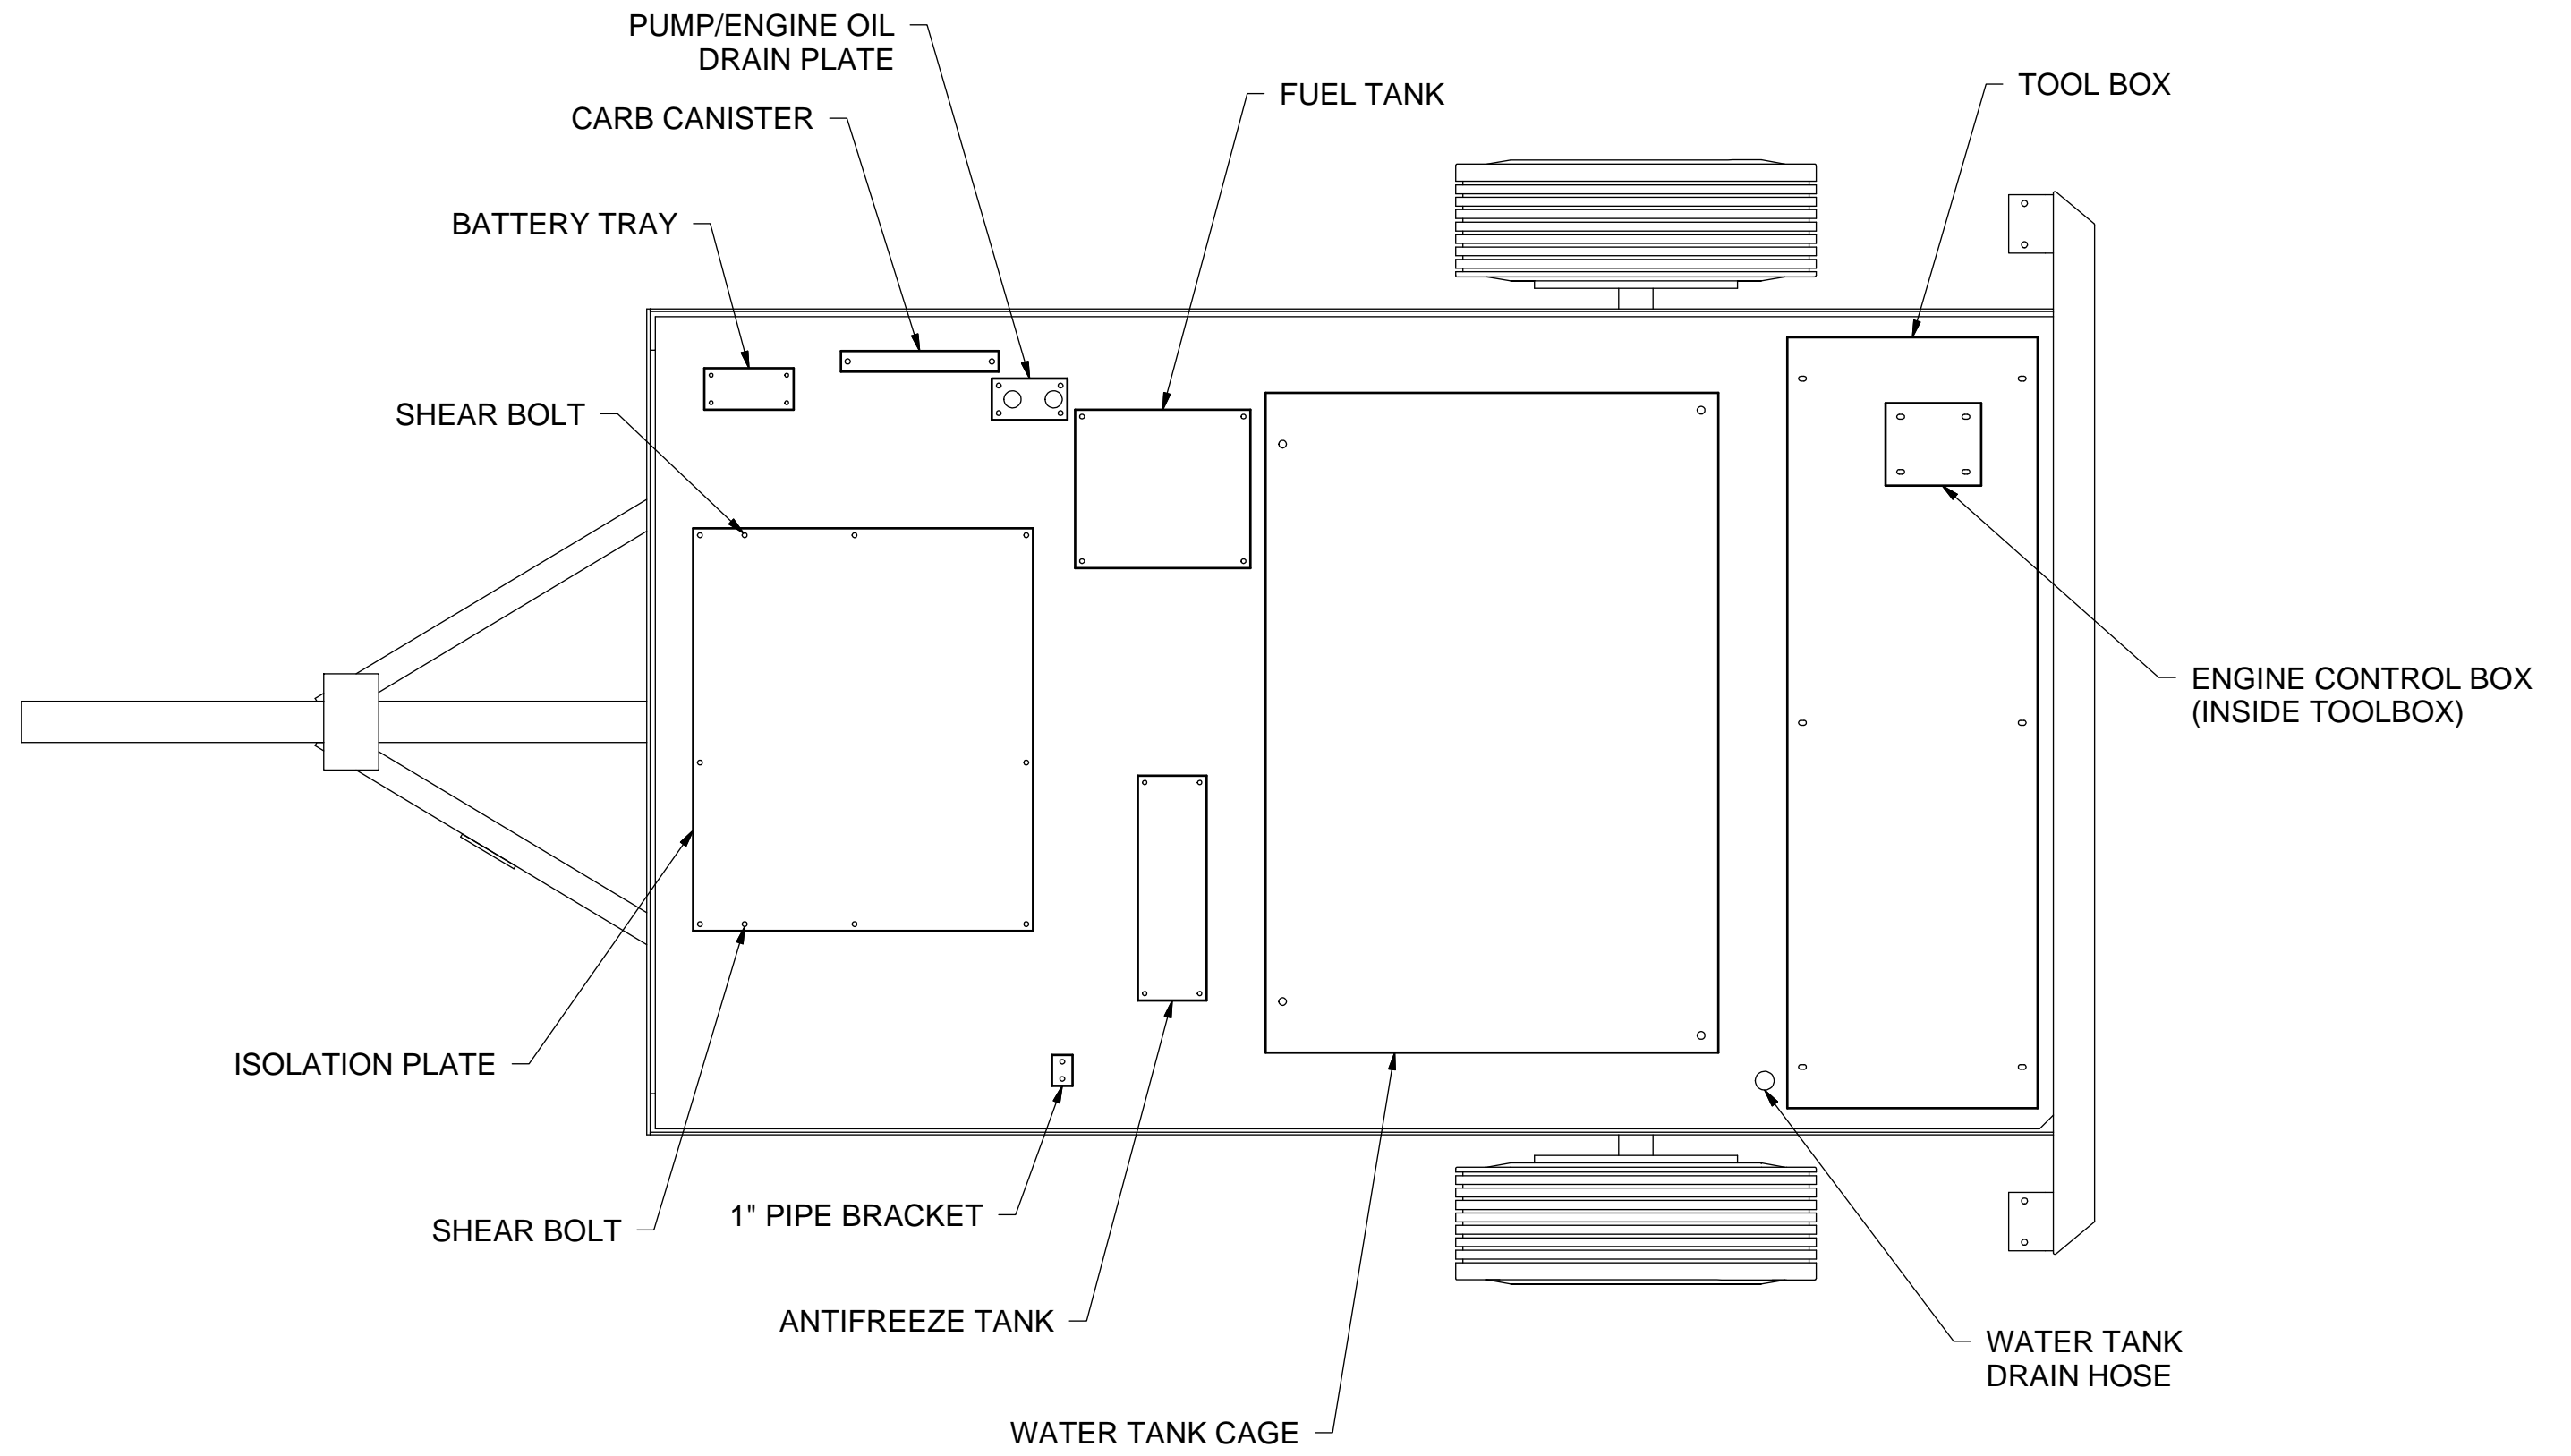 PUMP/ENGINE OIL
DRAIN PLATE
FUEL TANK
TOOL BOX
CARB CANISTER
BATTERY TRAY
SHEAR BOLT
ENGINE CONTROL BOX
(INSIDE TOOLBOX)
ISOLATION PLATE
SHEAR BOLT
1" PIPE BRACKET
ANTIFREEZE TANK
WATER TANK
DRAIN HOSE
WATER TANK CAGE